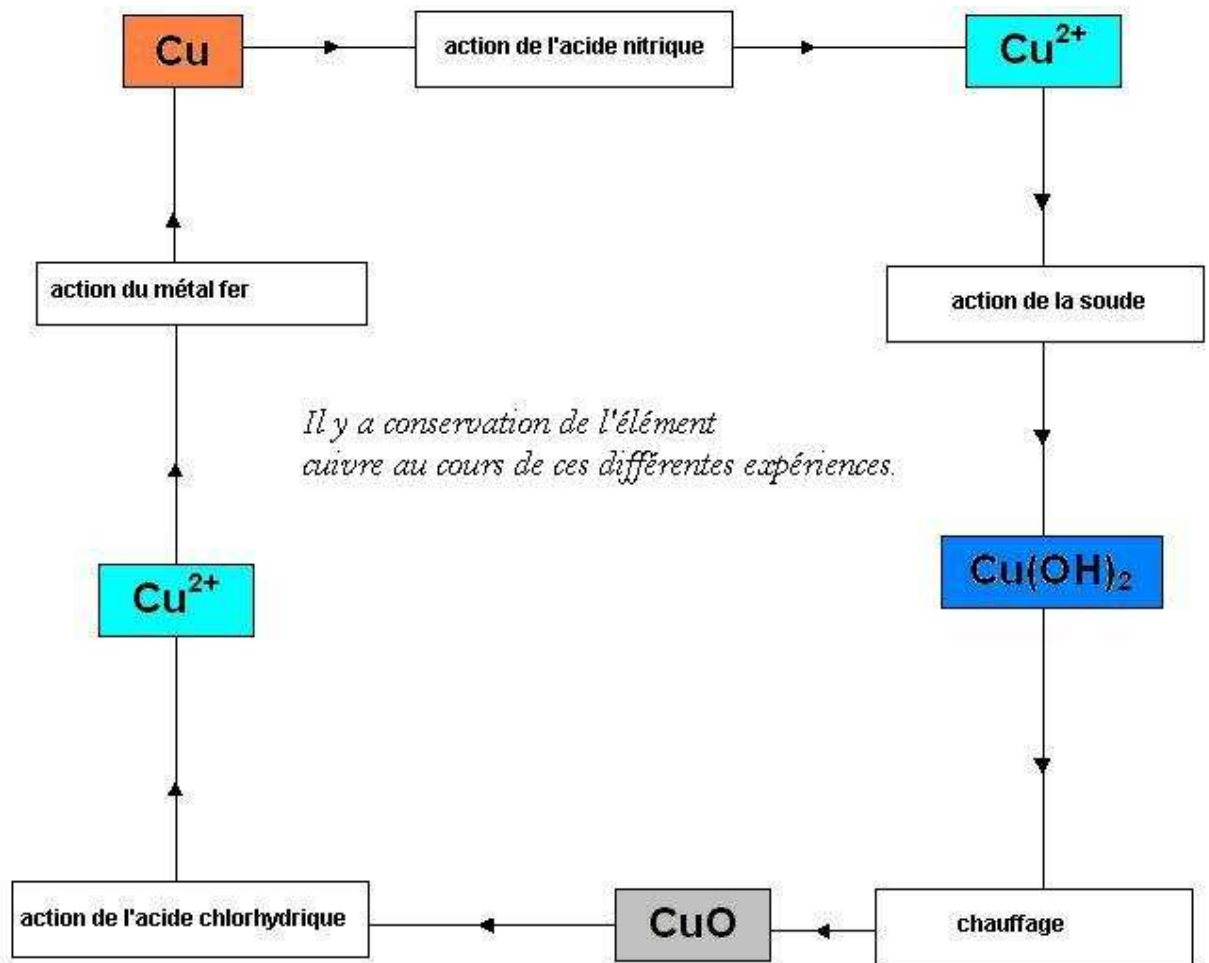 Cu
action de l'acide nitrique
Cu²⁺
action du métal fer
action de la soude
Il y a conservation de l'élément
cuivre au cours de ces différentes expériences.
Cu²⁺
Cu(OH)₂
action de l'acide chlorhydrique
CuO
chauffage